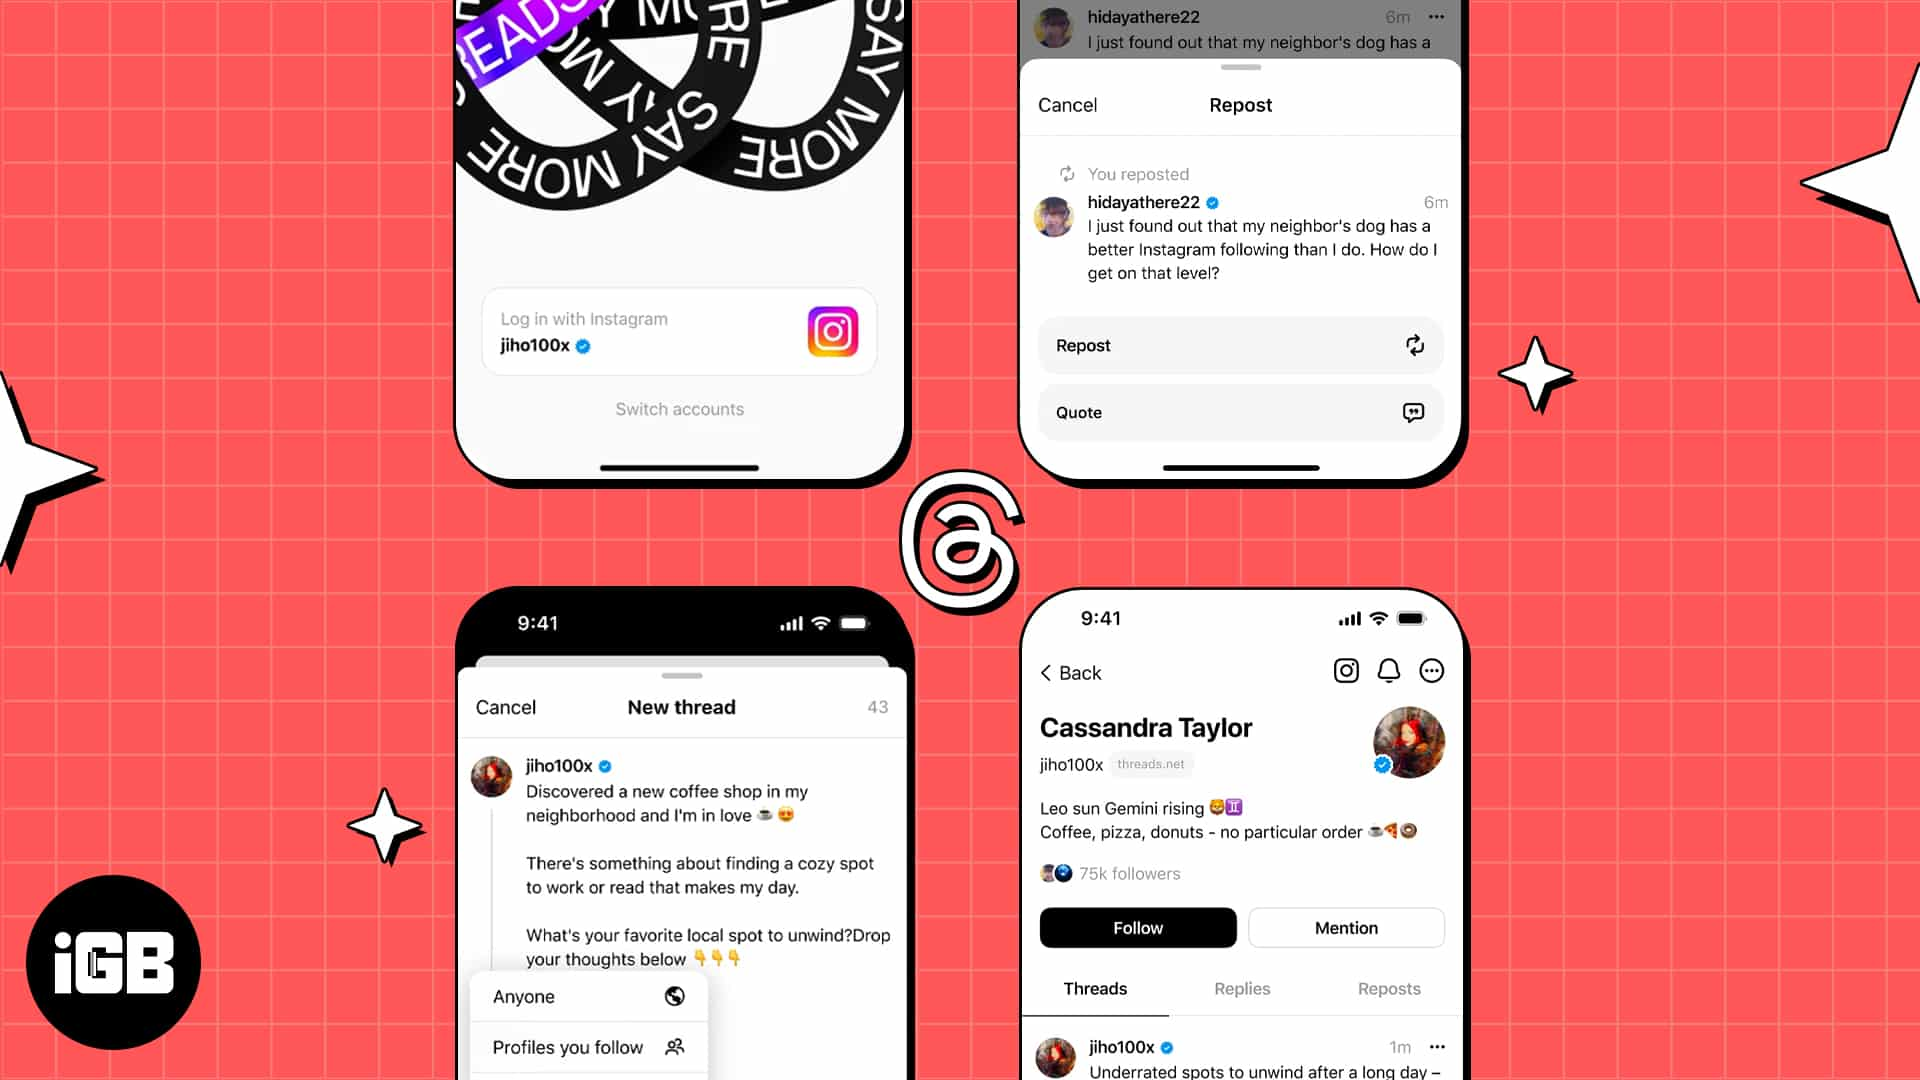 READS
SAY MORE
SAY MORE
SAY MORE
Log in with Instagram
jiho100x
Switch accounts
hidayathere22
6m
I just found out that my neighbor's dog has a
Cancel
Repost
You reposted
hidayathere22
6m
I just found out that my neighbor's dog has a
better Instagram following than I do. How do I
get on that level?
Repost
Quote
9:41
Cancel
New thread
43
jiho100x
Discovered a new coffee shop in my
neighborhood and I'm in love ☕😍
There's something about finding a cozy spot
to work or read that makes my day.
What's your favorite local spot to unwind?Drop
your thoughts below 👇👇👇
Anyone
Profiles you follow
9:41
Back
Cassandra Taylor
jiho100x
threads.net
Leo sun Gemini rising 🦁♊
Coffee, pizza, donuts - no particular order ☕🍕🍩
75k followers
Follow
Mention
Threads
Replies
Reposts
jiho100x
1m
Underrated spots to unwind after a long day –
iGB